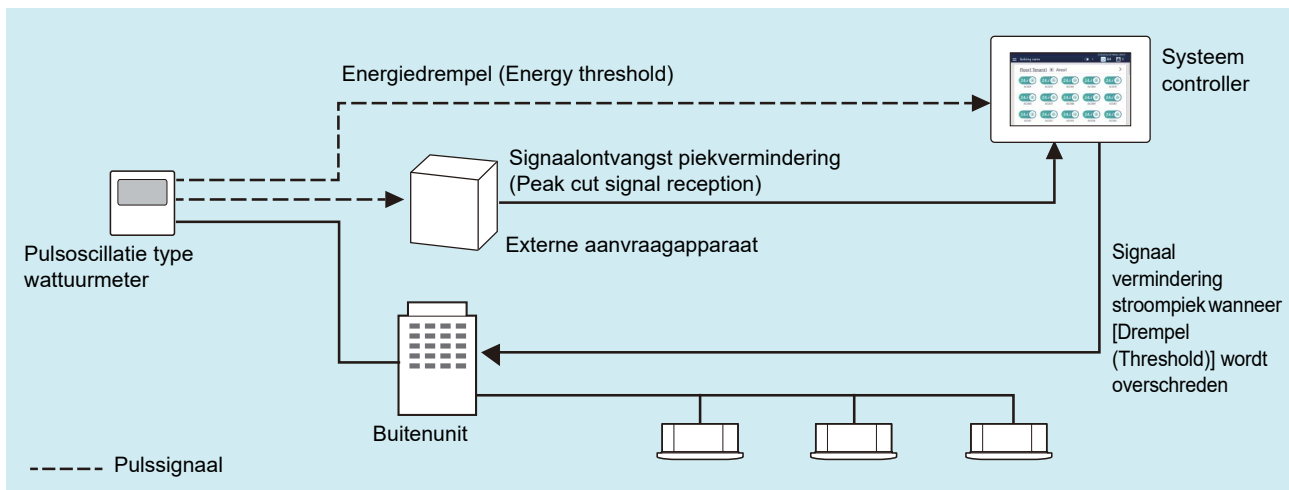 Energiedrempel (Energy threshold)
Systeem
controller
Signaalontvangst piekvermindering
(Peak cut signal reception)
Externe aanvraagapparaat
Pulsoscillatie type
wattuurmeter
Signaal
vermindering
stroompiek wanneer
[Drempel
(Threshold)] wordt
overschreden
Buitenunit
Pulssignaal